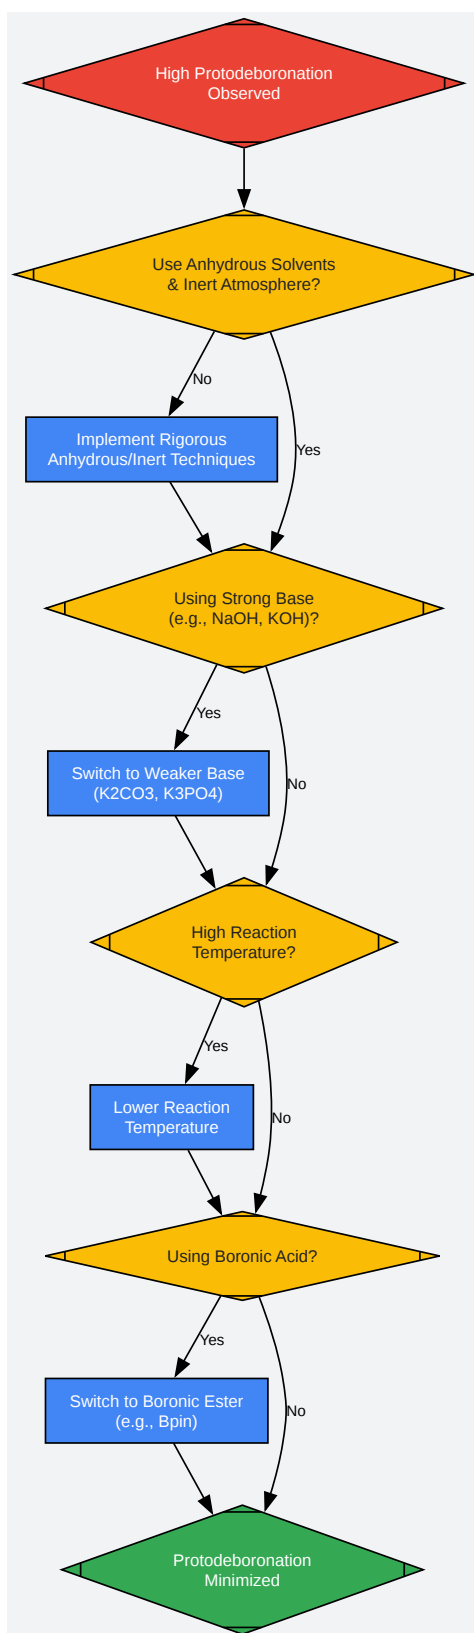 High Protodeboronation
Observed
Use Anhydrous Solvents
& Inert Atmosphere?
No
Yes
Implement Rigorous
Anhydrous/Inert Techniques
Using Strong Base
(e.g., NaOH, KOH)?
Yes
No
Switch to Weaker Base
(K2CO3, K3PO4)
High Reaction
Temperature?
Yes
No
Lower Reaction
Temperature
Using Boronic Acid?
Yes
No
Switch to Boronic Ester
(e.g., Bpin)
Protodeboronation
Minimized